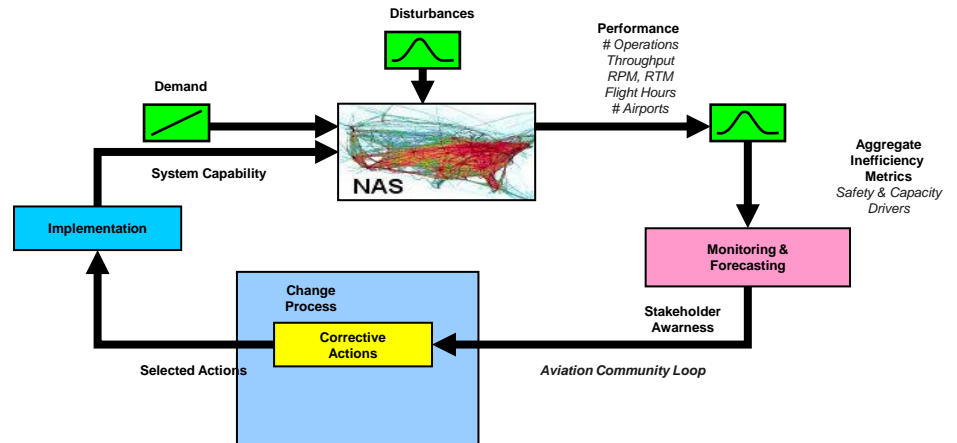 Disturbances
Performance
# Operations
Throughput
RPM, RTM
Flight Hours
# Airports
Demand
NAS
System Capability
Aggregate
Inefficiency
Metrics
Safety & Capacity
Drivers
Implementation
Monitoring &
Forecasting
Change
Process
Stakeholder
Awarness
Corrective
Actions
Selected Actions
Aviation Community Loop